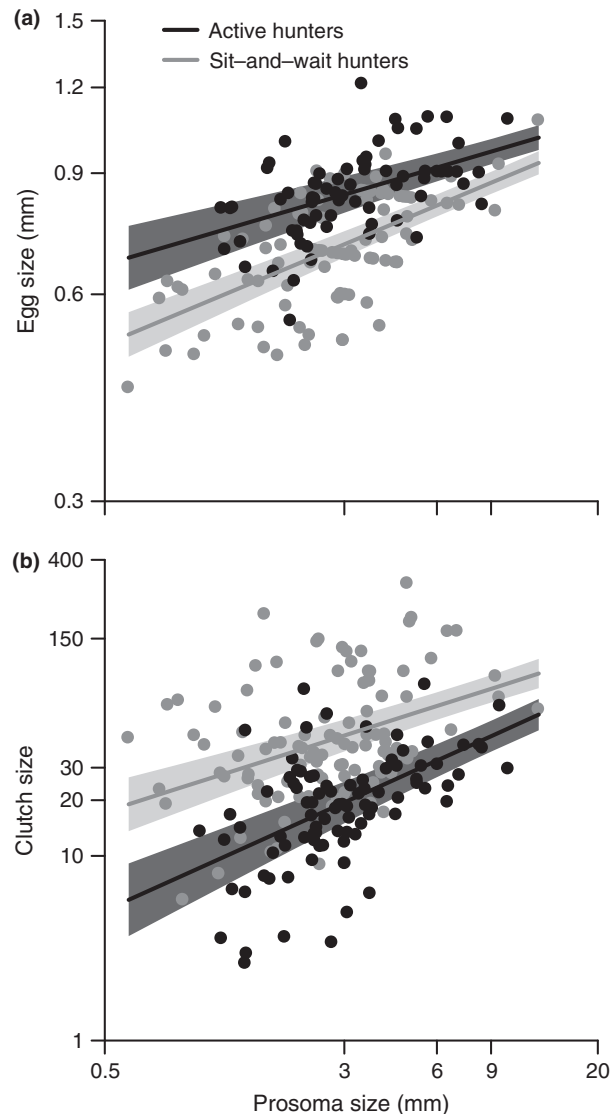 (a)
1.5
1.2
0.9
0.6
0.3
Egg size (mm)
Active hunters
Sit–and–wait hunters
(b)
400
150
30
20
10
1
Clutch size
0.5 3 6 9 20
Prosoma size (mm)